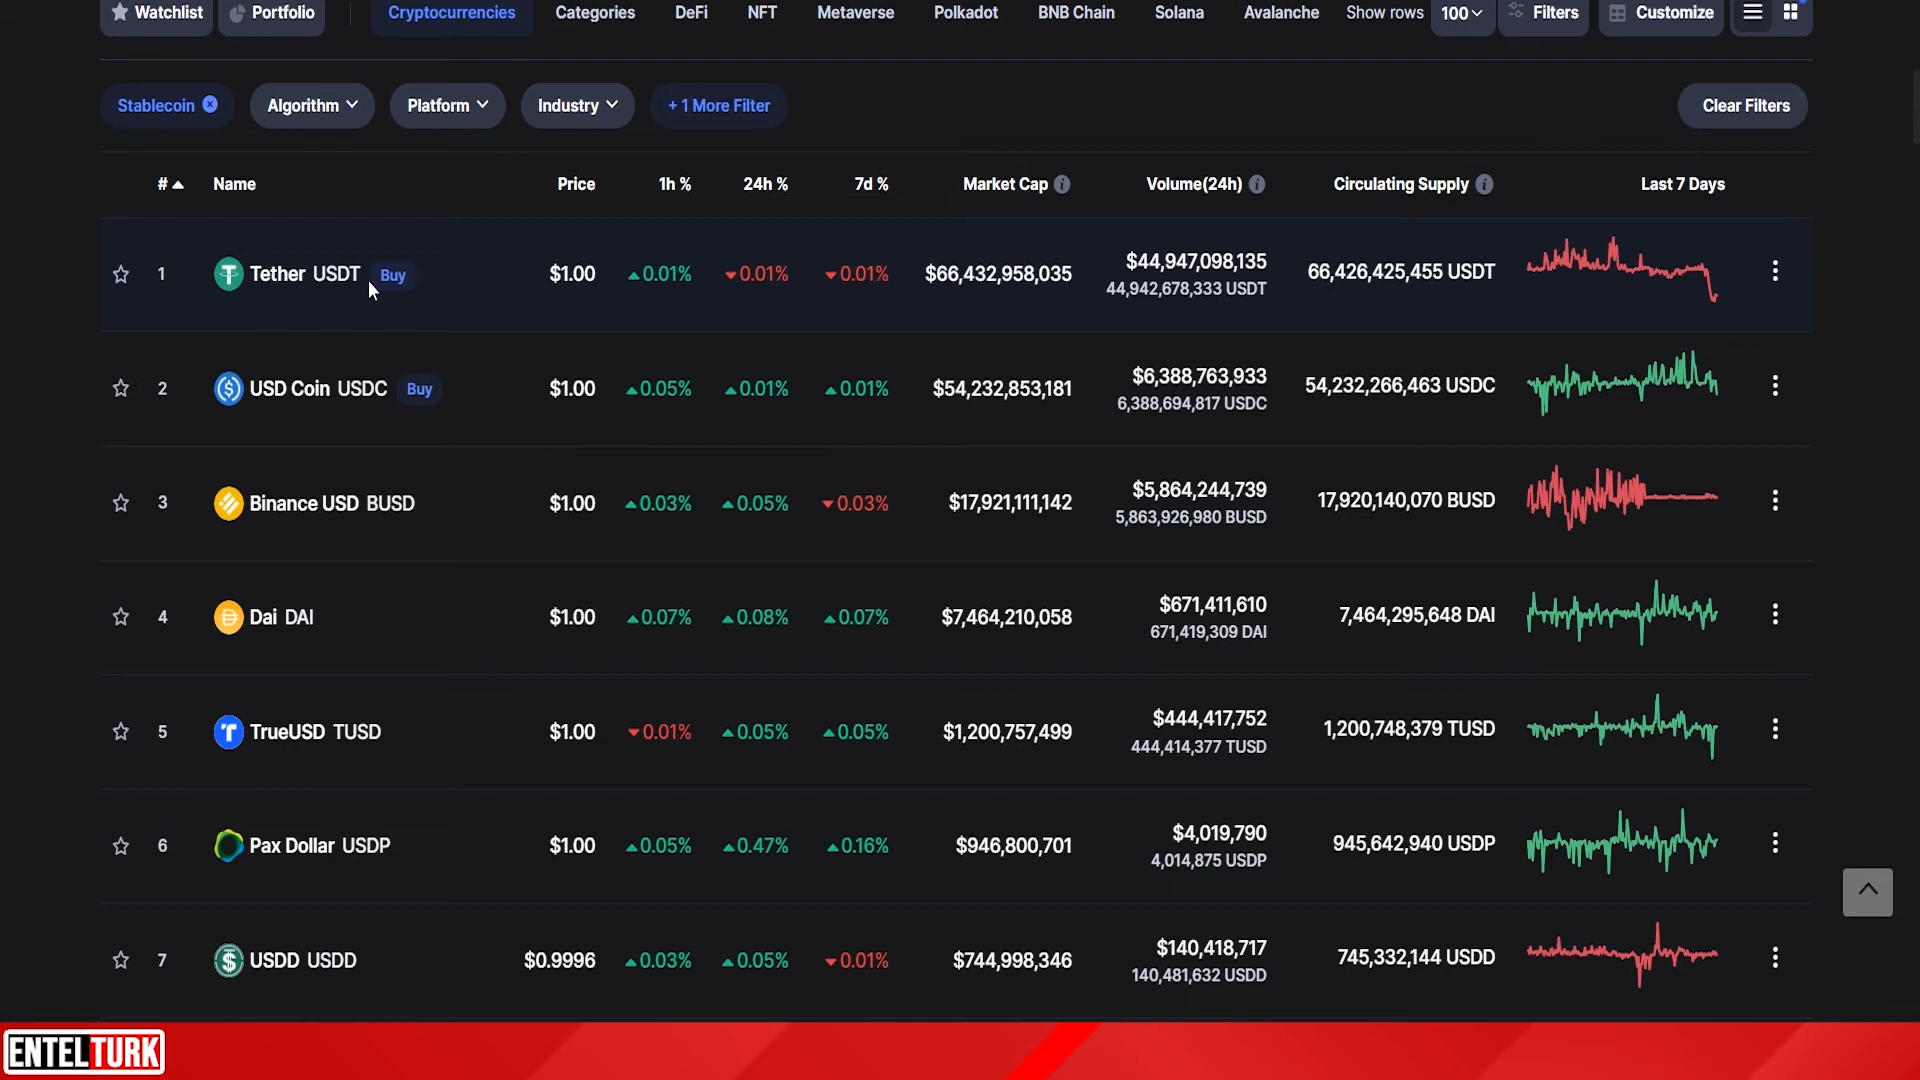 Watchlist Portfolio Cryptocurrencies Categories DeFi NFT Metaverse Polkadot BNB Chain Solana Avalanche Show rows 100 Filters Customize
Stablecoin Algorithm Platform Industry + 1 More Filter Clear Filters
# Name Price 1h % 24h % 7d % Market Cap Volume(24h) Circulating Supply Last 7 Days
1 Tether USDT Buy $1.00 0.01% 0.01% 0.01% $66,432,958,035 $44,947,098,135 66,426,425,455 USDT
44,942,678,333 USDT
2 USD Coin USDC Buy $1.00 0.05% 0.01% 0.01% $54,232,853,181 $6,388,763,933 54,232,266,463 USDC
6,388,694,817 USDC
3 Binance USD BUSD $1.00 0.03% 0.05% 0.03% $17,921,111,142 $5,864,244,739 17,920,140,070 BUSD
5,863,926,980 BUSD
4 Dai DAI $1.00 0.07% 0.08% 0.07% $7,464,210,058 $671,411,610 7,464,295,648 DAI
671,419,309 DAI
5 TrueUSD TUSD $1.00 0.01% 0.05% 0.05% $1,200,757,499 $444,417,752 1,200,748,379 TUSD
444,414,377 TUSD
6 Pax Dollar USDP $1.00 0.05% 0.47% 0.16% $946,800,701 $4,019,790 945,642,940 USDP
4,014,875 USDP
7 USDD USDD $0.9996 0.03% 0.05% 0.01% $744,998,346 $140,418,717 745,332,144 USDD
140,481,632 USDD
ENTELTURK